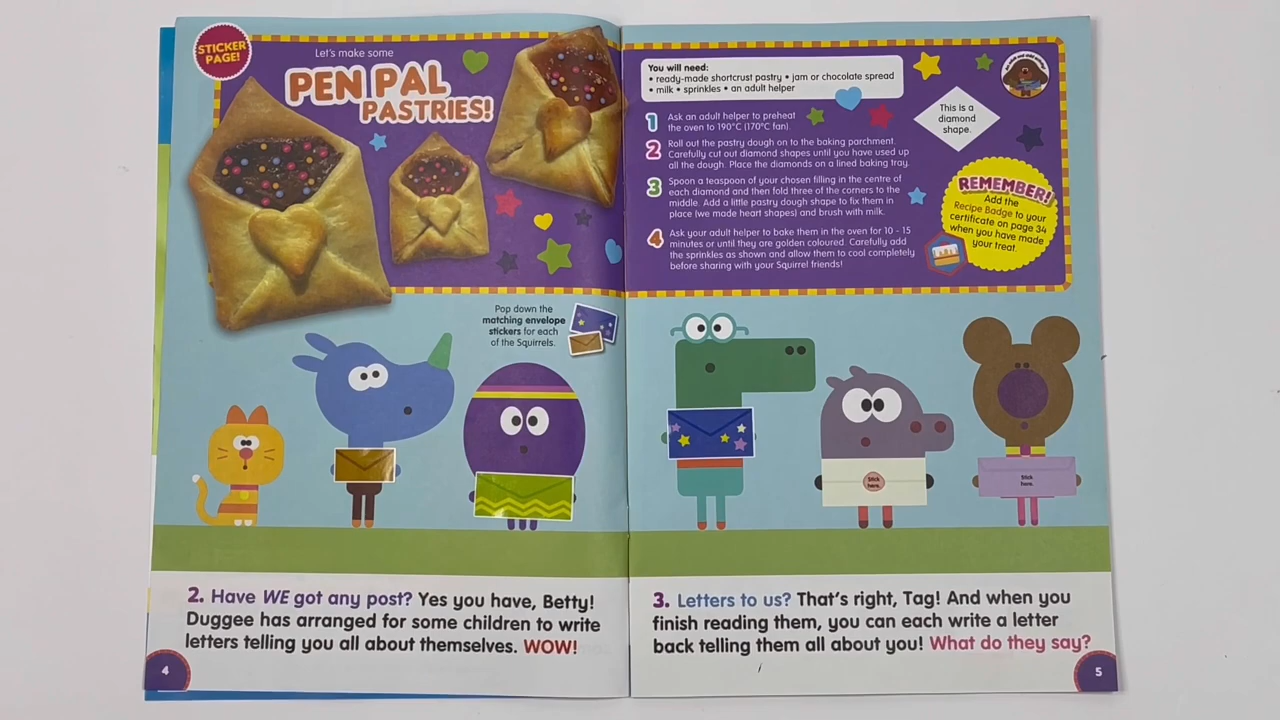 STICKER
PAGE!
Let's make some
PEN PAL
PASTRIES!
You will need:
• ready-made shortcrust pastry • jam or chocolate spread
• milk • sprinkles • an adult helper
1 Ask an adult helper to preheat
the oven to 190°C (170°C fan).
2 Roll out the pastry dough on to the baking parchment.
Carefully cut out diamond shapes until you have used up
all the dough. Place the diamonds on a lined baking tray.
3 Spoon a teaspoon of your chosen filling in the centre of
each diamond and then fold three of the corners to the
middle. Add a little pastry dough shape to fix them in
place (we made heart shapes) and brush with milk.
4 Ask your adult helper to bake them in the oven for 10 - 15
minutes or until they are golden coloured. Carefully add
the sprinkles as shown and allow them to cool completely
before sharing with your Squirrel friends!
This is a
diamond
shape.
REMEMBER!
Add the
Recipe Badge to your
certificate on page 34
when you have made
your treat.
Pop down the
matching envelope
stickers for each
of the Squirrels.
Stick
here.
Stick
here.
2. Have WE got any post? Yes you have, Betty!
Duggee has arranged for some children to write
letters telling you all about themselves. WOW!
4
3. Letters to us? That's right, Tag! And when you
finish reading them, you can each write a letter
back telling them all about you! What do they say?
5